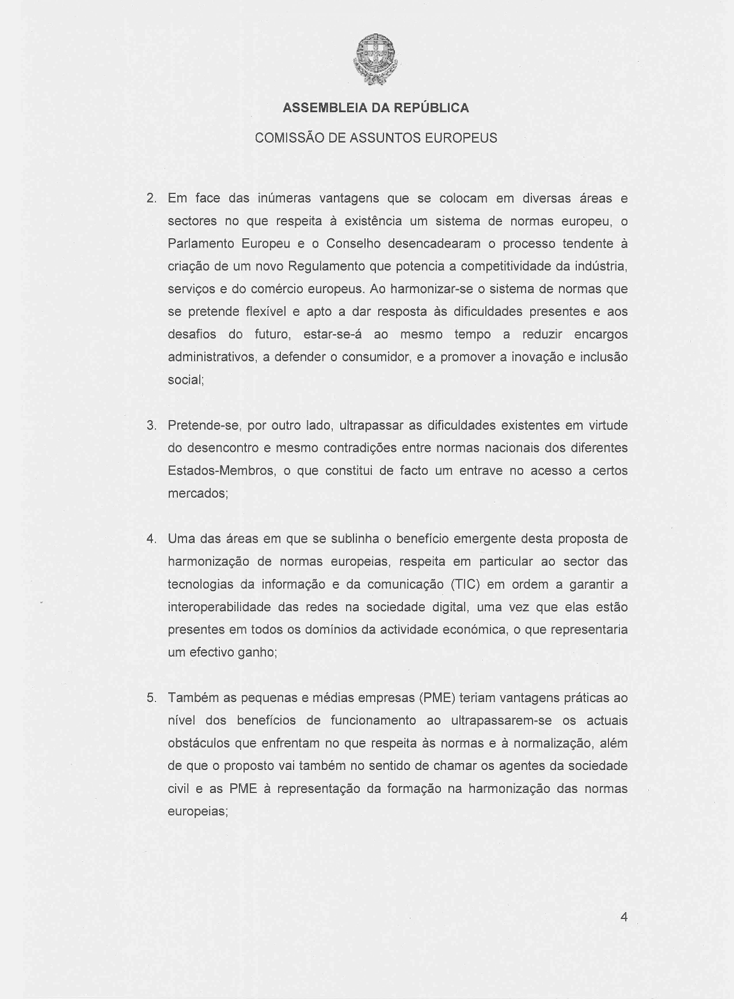 ASSEMBLEIA DA REPÚBLICA
COMISSÃO DE ASSUNTOS EUROPEUS
2. Em face das inúmeras vantagens que se colocam em diversas áreas e
sectores no que respeita à existência um sistema de normas europeu, o
Parlamento Europeu e o Conselho desencadearam o processo tendente à
criação de um novo Regulamento que potencia a competitividade da indústria,
serviços e do comércio europeus. Ao harmonizar-se o sistema de normas que
se pretende flexível e apto a dar resposta às dificuldades presentes e aos
desafios do futuro, estar-se-á ao mesmo tempo a reduzir encargos
administrativos, a defender o consumidor, e a promover a inovação e inclusão
social;
3. Pretende-se, por outro lado, ultrapassar as dificuldades existentes em virtude
do desencontro e mesmo contradições entre normas nacionais dos diferentes
Estados-Membros, o que constitui de facto um entrave no acesso a certos
mercados;
4. Uma das áreas em que se sublinha o benefício emergente desta proposta de
harmonização de normas europeias, respeita em particular ao sector das
tecnologias da informação e da comunicação (TIC) em ordem a garantir a
interoperabilidade das redes na sociedade digital, uma vez que elas estão
presentes em todos os domínios da actividade económica, o que representaria
um efectivo ganho;
5. Também as pequenas e médias empresas (PME) teriam vantagens práticas ao
nível dos benefícios de funcionamento ao ultrapassarem-se os actuais
obstáculos que enfrentam no que respeita às normas e à normalização, além
de que o proposto vai também no sentido de chamar os agentes da sociedade
civil e as PME à representação da formação na harmonização das normas
europeias;
4